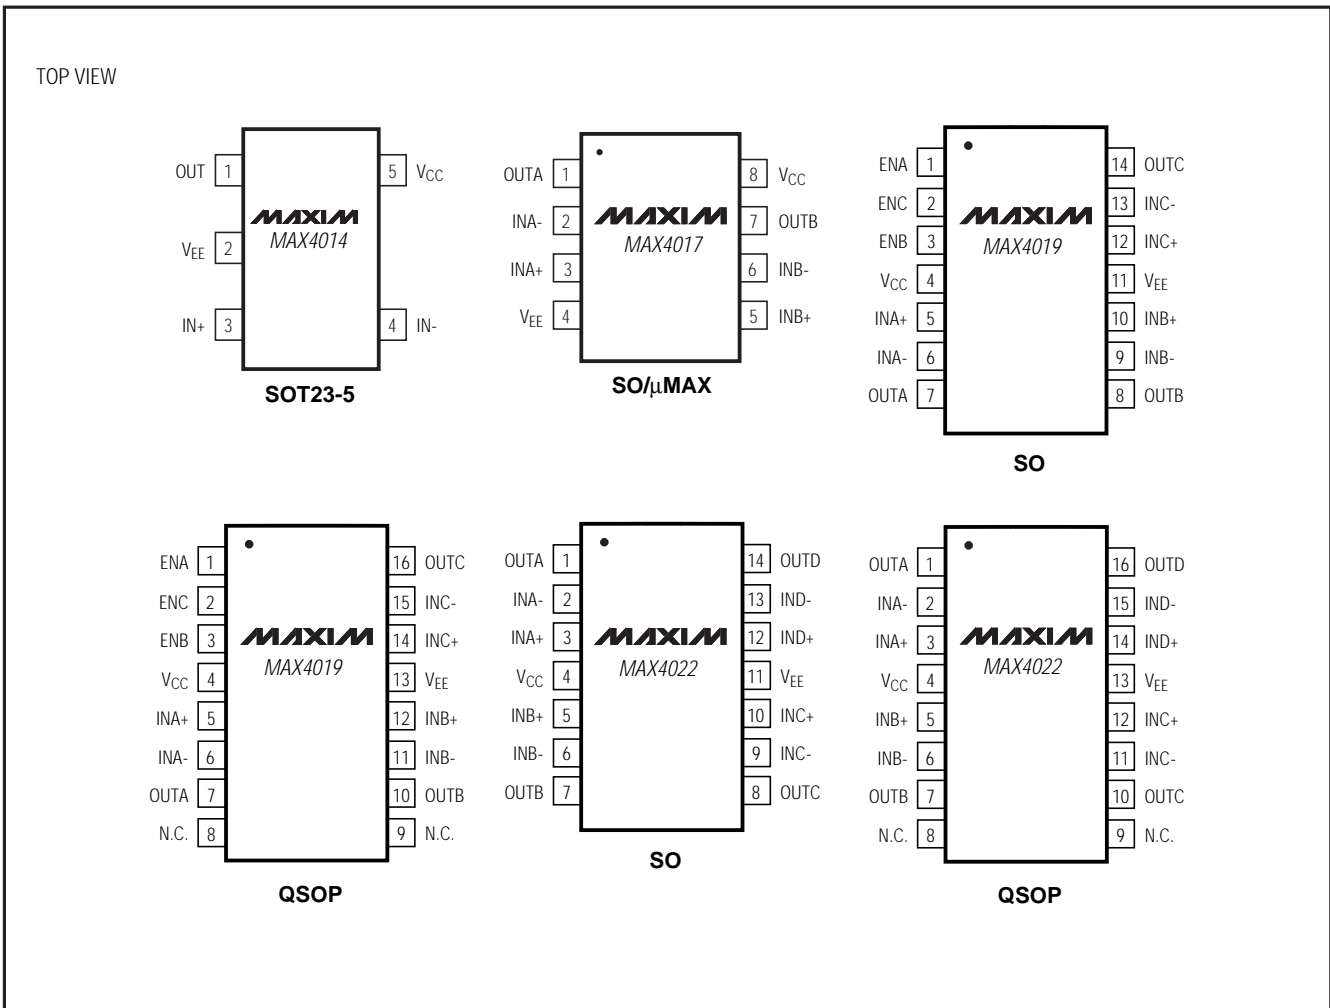 TOP VIEW
OUT 1
5 VCC
MAXIM
MAX4014
VEE 2
IN+ 3
4 IN-
SOT23-5
OUTA 1
8 VCC
INA- 2
MAXIM
7 OUTB
MAX4017
INA+ 3
6 INB-
VEE 4
5 INB+
SO/μMAX
ENA 1
14 OUTC
ENC 2
13 INC-
MAXIM
ENB 3
12 INC+
MAX4019
VCC 4
11 VEE
INA+ 5
10 INB+
INA- 6
9 INB-
OUTA 7
8 OUTB
SO
ENA 1
16 OUTC
ENC 2
15 INC-
ENB 3
MAXIM
14 INC+
MAX4019
VCC 4
13 VEE
INA+ 5
12 INB+
INA- 6
11 INB-
OUTA 7
10 OUTB
N.C. 8
9 N.C.
QSOP
OUTA 1
14 OUTD
INA- 2
13 IND-
INA+ 3
MAXIM
12 IND+
MAX4022
VCC 4
11 VEE
INB+ 5
10 INC+
INB- 6
9 INC-
OUTB 7
8 OUTC
SO
OUTA 1
16 OUTD
INA- 2
15 IND-
INA+ 3
MAXIM
14 IND+
MAX4022
VCC 4
13 VEE
INB+ 5
12 INC+
INB- 6
11 INC-
OUTB 7
10 OUTC
N.C. 8
9 N.C.
QSOP